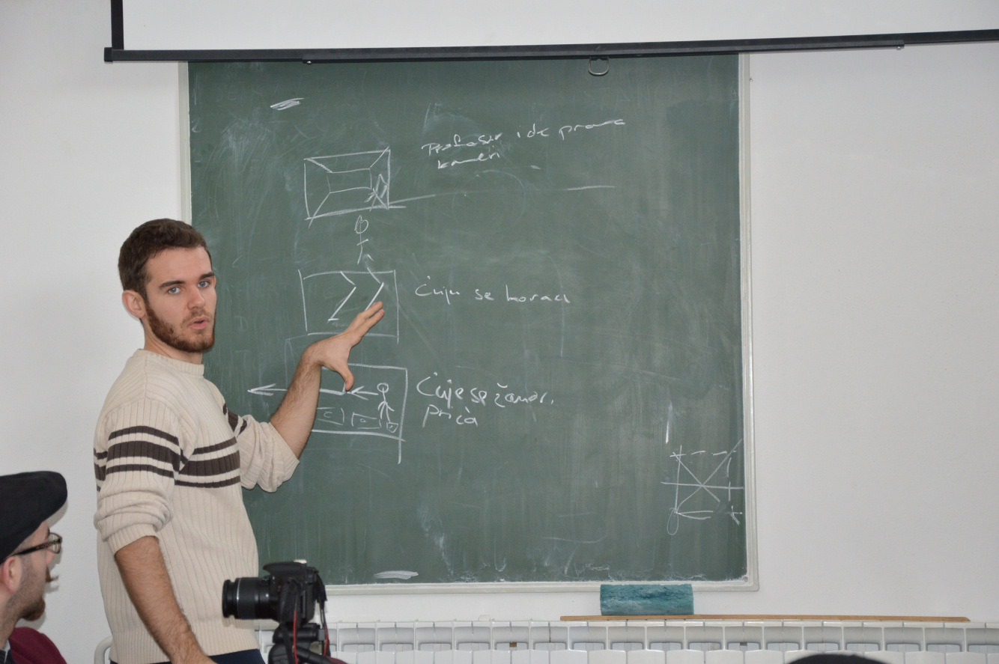 Profesor ide prema
kameri
Čuju se koraci
Čuje se žamor,
priča